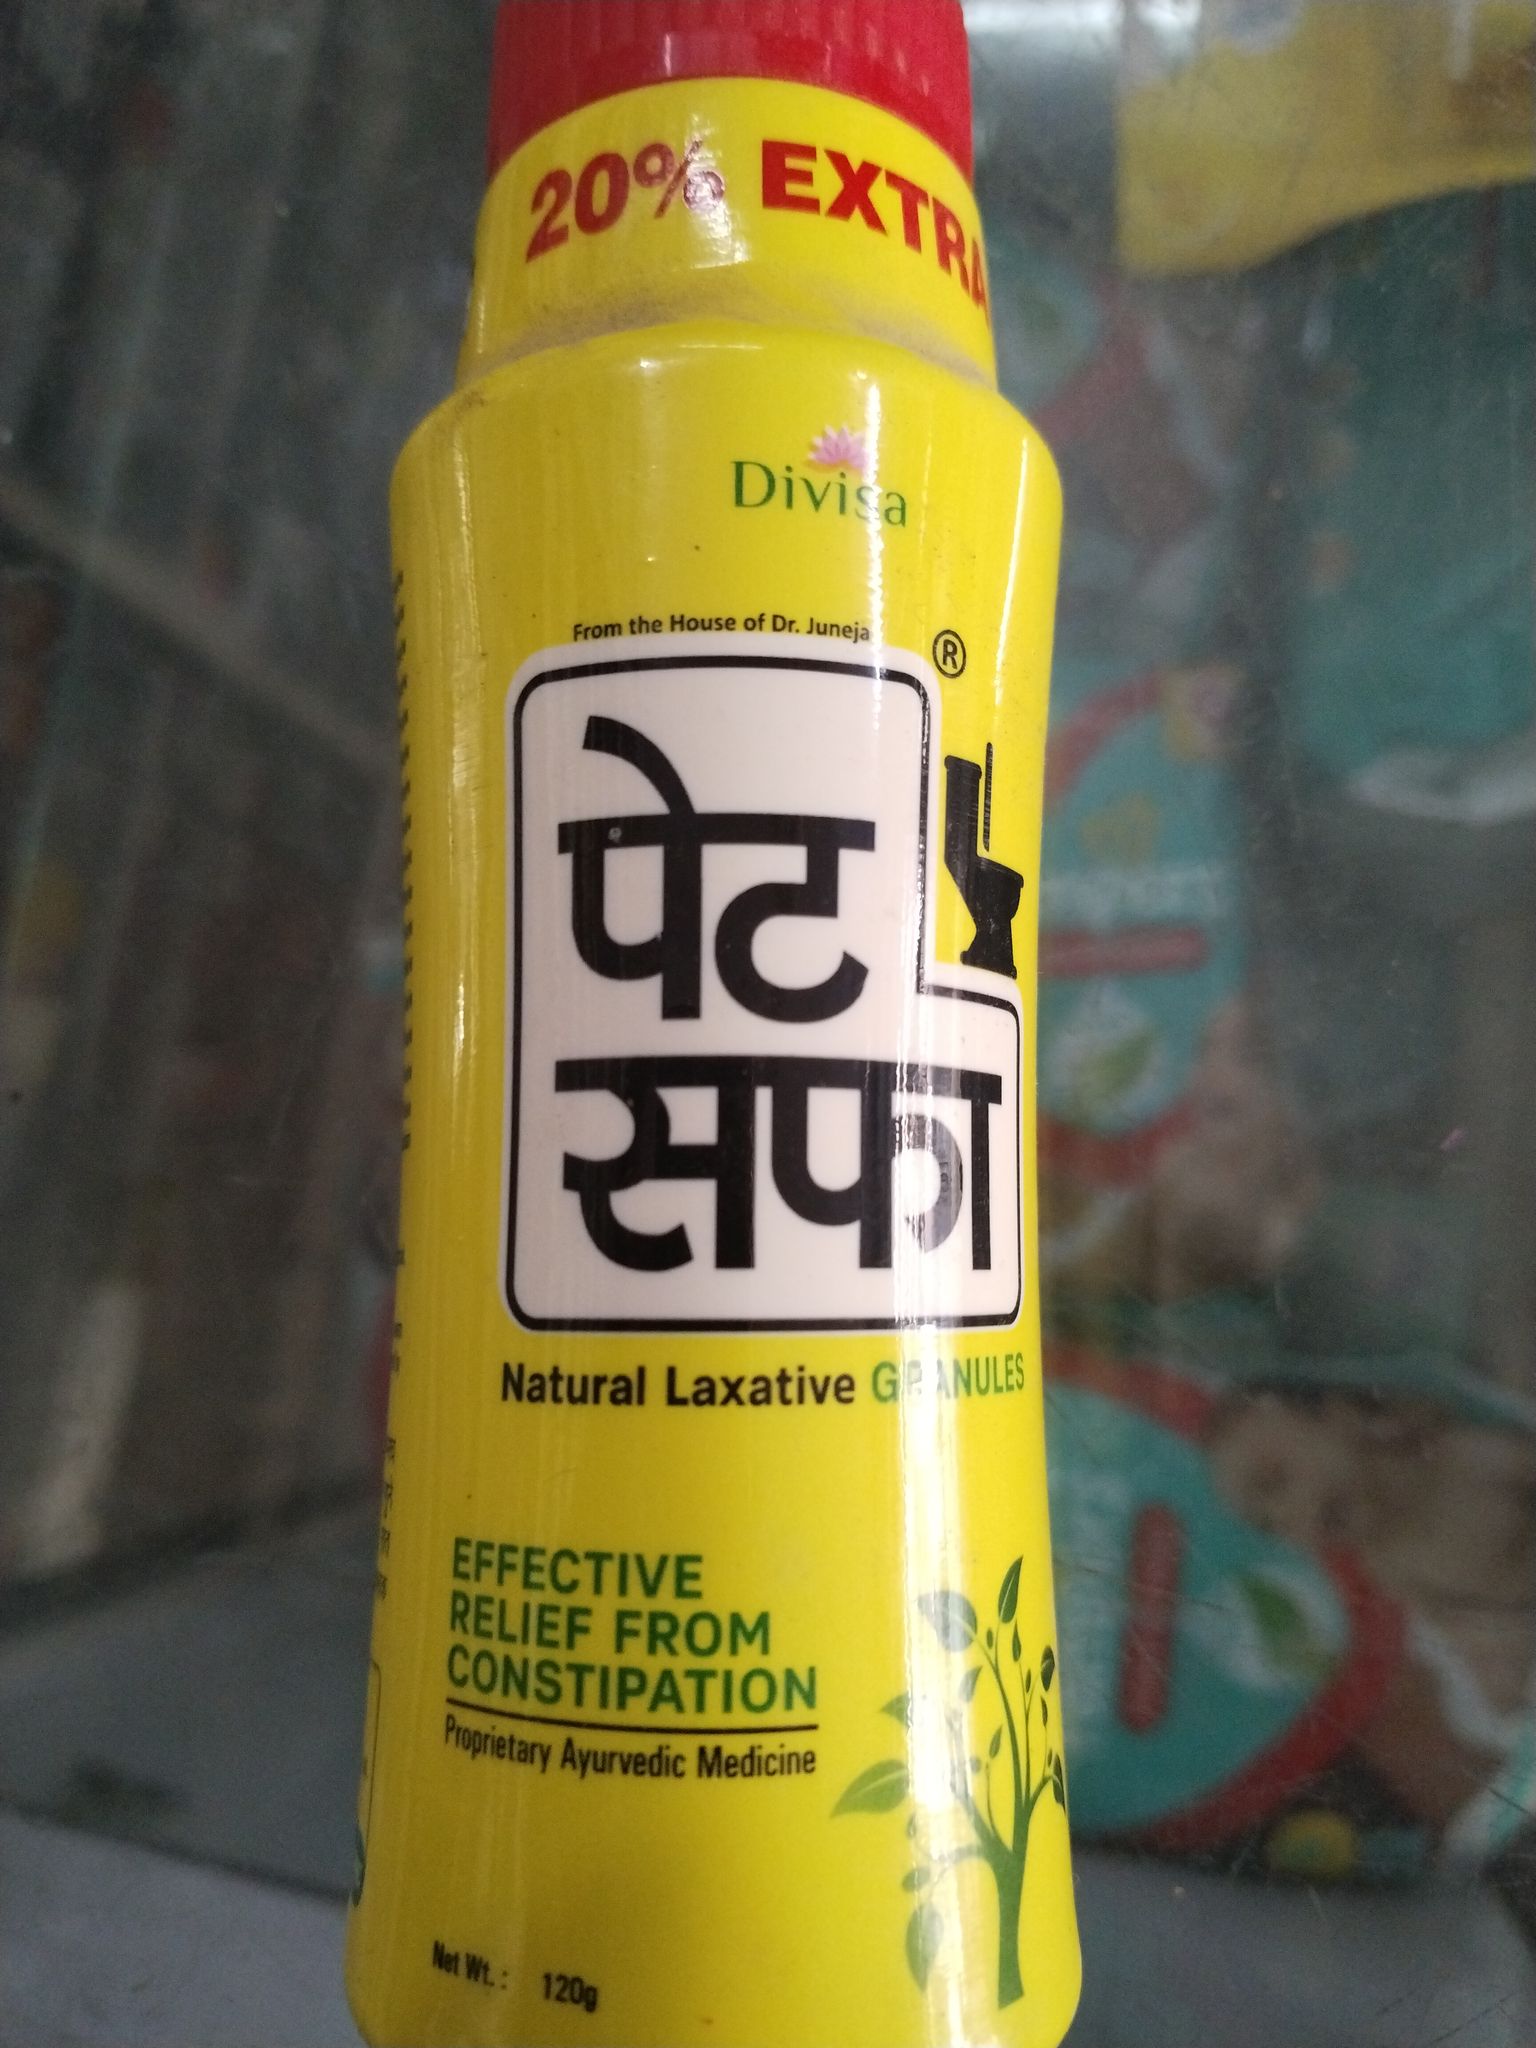 20% EXTRA
Divisa
From the House of Dr. Juneja
®
पेट
सफा
Natural Laxative GRANULES
EFFECTIVE
RELIEF FROM
CONSTIPATION
Proprietary Ayurvedic Medicine
Net Wt.: 120g